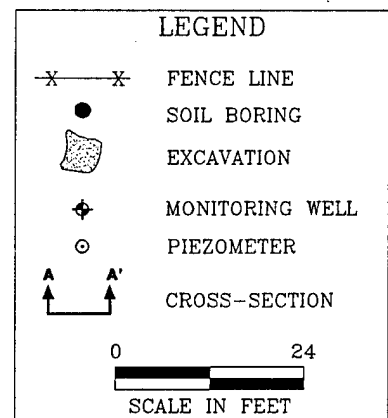 LEGEND
X X FENCE LINE
SOIL BORING
EXCAVATION
MONITORING WELL
PIEZOMETER
A A'
CROSS-SECTION
0 24
SCALE IN FEET